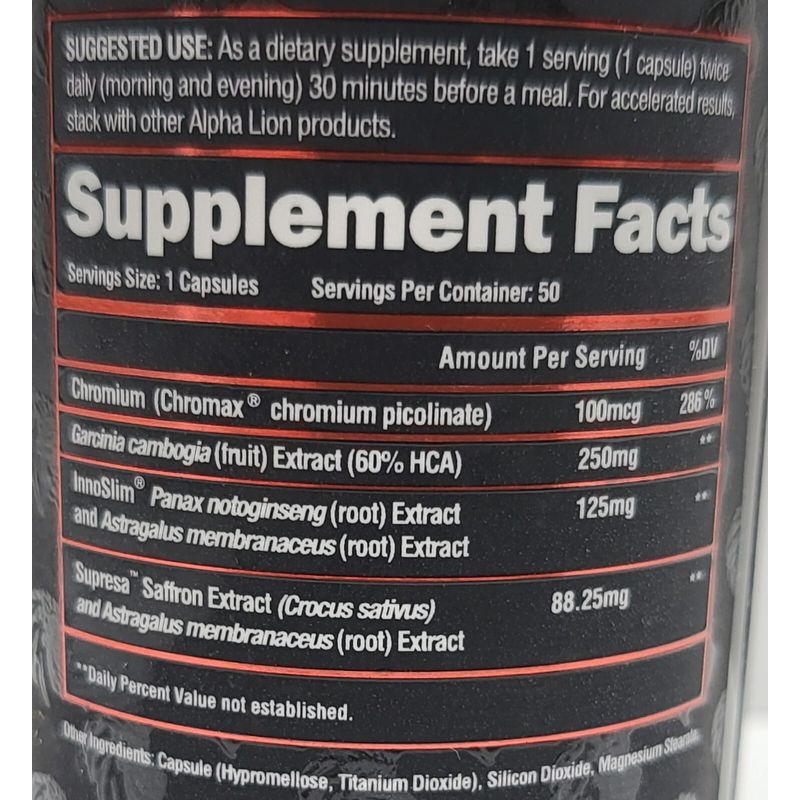 SUGGESTED USE: As a dietary supplement, take 1 serving (1 capsule) twice
daily (morning and evening) 30 minutes before a meal. For accelerated results,
stack with other Alpha Lion products.
Supplement Facts
Servings Size: 1 Capsules Servings Per Container: 50
Amount Per Serving %DV
Chromium (Chromax® chromium picolinate) 100mcg 286%
Garcinia cambogia (fruit) Extract (60% HCA) 250mg **
InnoSlim® Panax notoginseng (root) Extract 125mg **
and Astragalus membranaceus (root) Extract
Supresa™ Saffron Extract (Crocus sativus) 88.25mg **
and Astragalus membranaceus (root) Extract
**Daily Percent Value not established.
Other Ingredients: Capsule (Hypromellose, Titanium Dioxide), Silicon Dioxide, Magnesium Stearate.